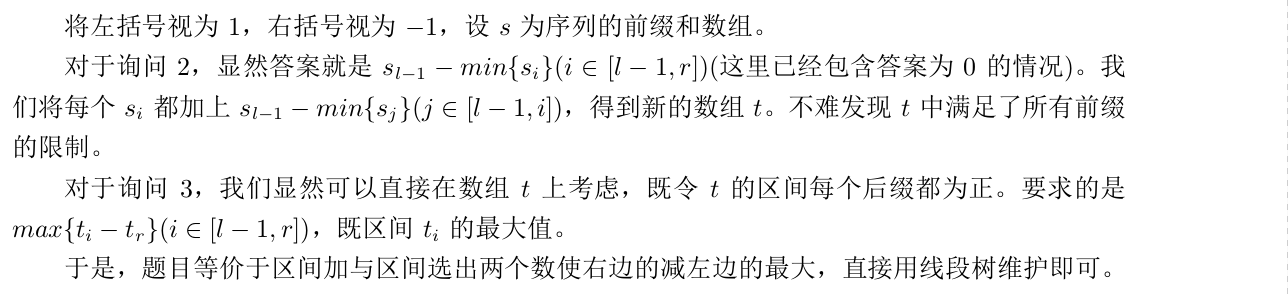 将左括号视为 1，右括号视为 −1，设 s 为序列的前缀和数组。
对于询问 2，显然答案就是 s_{l−1} − min{s_i}(i ∈ [l − 1, r])(这里已经包含答案为 0 的情况)。我
们将每个 s_i 都加上 s_{l−1} − min{s_j}(j ∈ [l − 1, i])，得到新的数组 t。不难发现 t 中满足了所有前缀
的限制。
对于询问 3，我们显然可以直接在数组 t 上考虑，既令 t 的区间每个后缀都为正。要求的是
max{t_i − t_r}(i ∈ [l − 1, r])，既区间 t_i 的最大值。
于是，题目等价于区间加与区间选出两个数使右边的减左边的最大，直接用线段树维护即可。